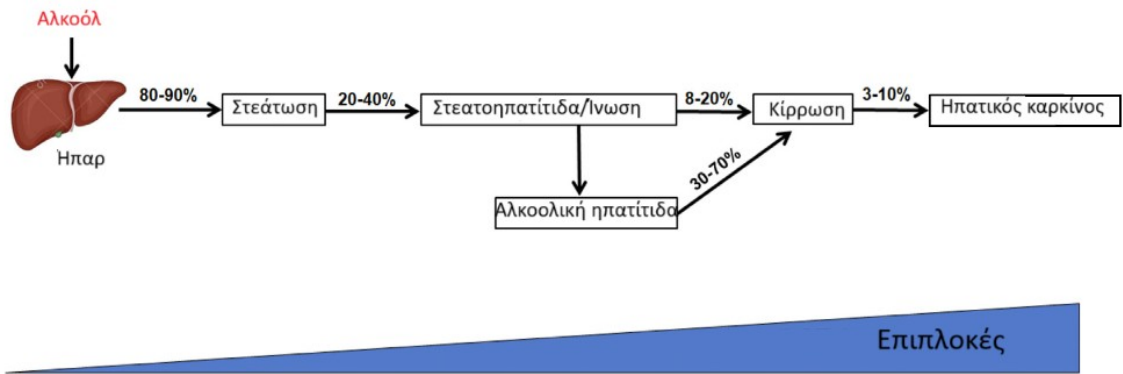 Αλκοόλ
80-90%
Στεάτωση
20-40%
Στεατοηπατίτιδα/Ίνωση
8-20%
Κίρρωση
3-10%
Ηπατικός καρκίνος
Ήπαρ
30-70%
Αλκοολική ηπατίτιδα
Επιπλοκές